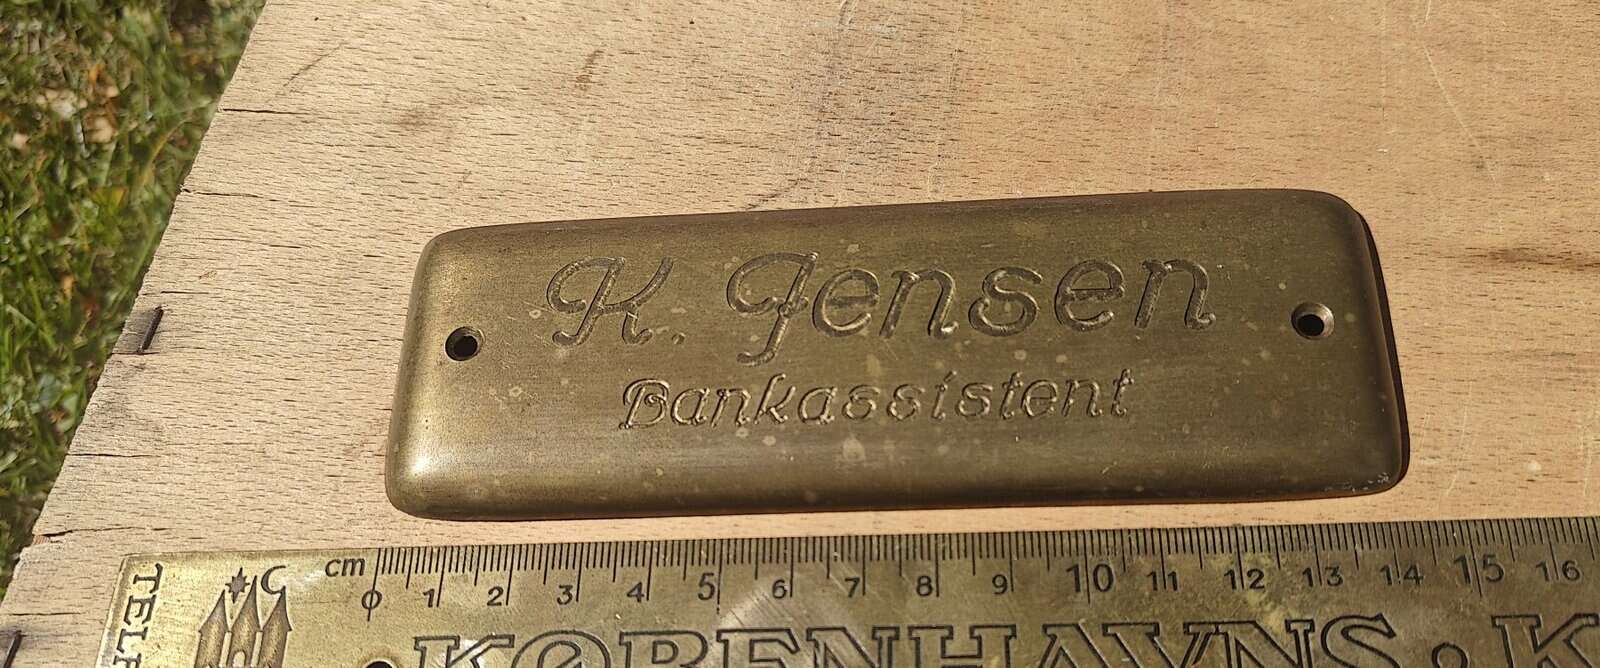 K. Jensen
Bankassistent
cm
0 1 2 3 4 5 6 7 8 9 10 11 12 13 14 15 16
KØBENHAVNS · K